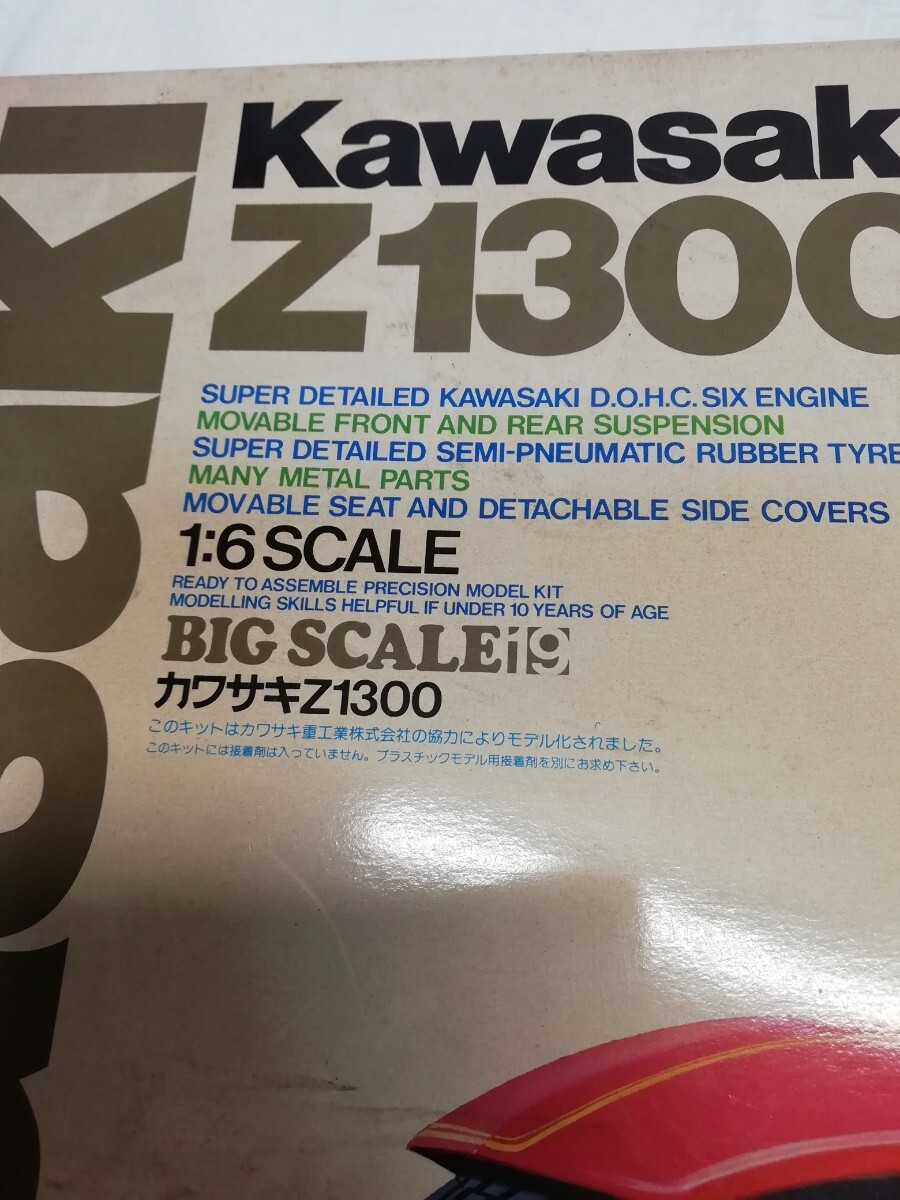 Kawasak
Z1300
SUPER DETAILED KAWASAKI D.O.H.C. SIX ENGINE
MOVABLE FRONT AND REAR SUSPENSION
SUPER DETAILED SEMI-PNEUMATIC RUBBER TYRE
MANY METAL PARTS
MOVABLE SEAT AND DETACHABLE SIDE COVERS
1:6 SCALE
READY TO ASSEMBLE PRECISION MODEL KIT
MODELLING SKILLS HELPFUL IF UNDER 10 YEARS OF AGE
BIG SCALE 19
カワサキZ1300
このキットはカワサキ重工業株式会社の協力によりモデル化されました。
このキットには接着剤は入っていません。プラスチックモデル用接着剤を別にお求め下さい。